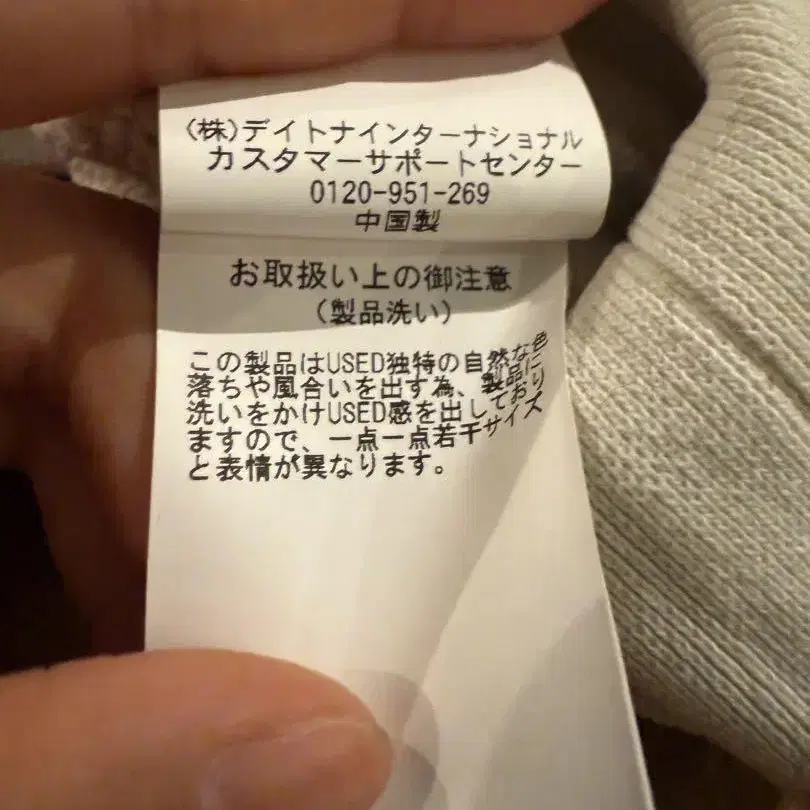 (株)デイトナインターナショナル
カスタマーサポートセンター
0120-951-269
中国製
お取扱い上の御注意
(製品洗い)
この製品はUSED独特の自然な色
落ちや風合いを出す為、製品に
洗いをかけUSED感を出しており
ますので、一点一点若干サイズ
と表情が異なります。